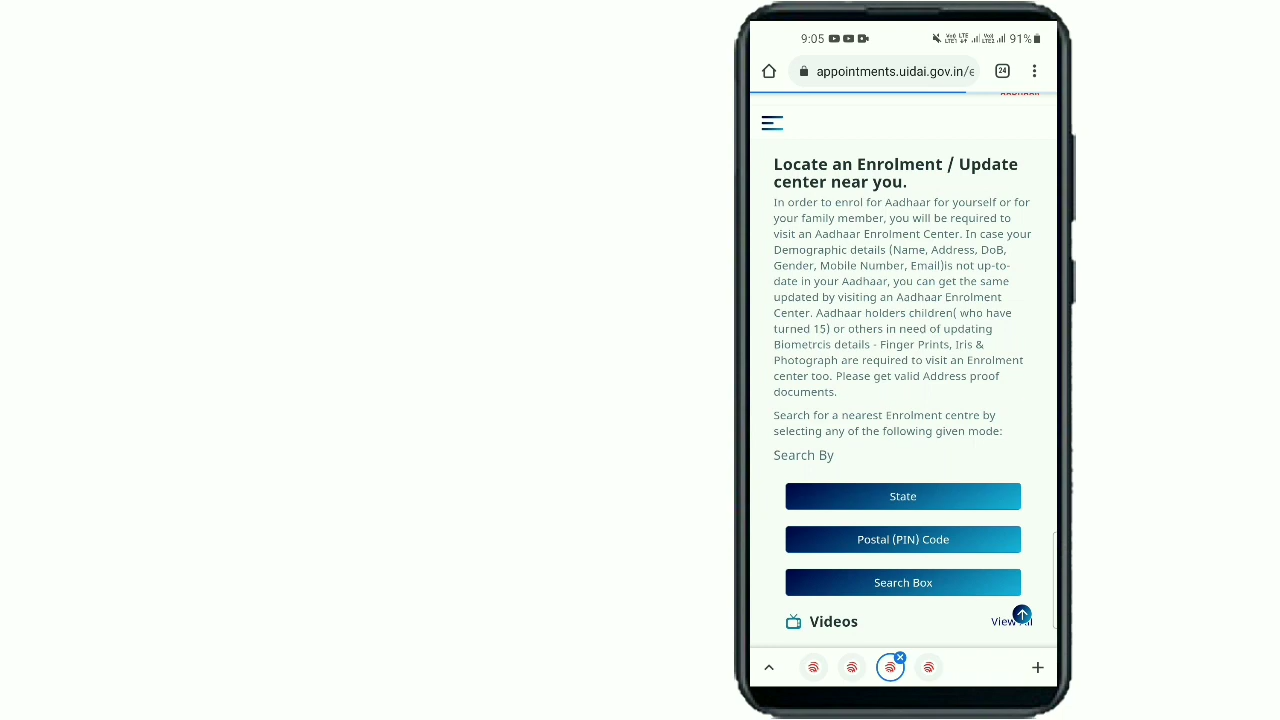 9:05 91%
appointments.uidai.gov.in/e 24
Locate an Enrolment / Update
center near you.
In order to enrol for Aadhaar for yourself or for
your family member, you will be required to
visit an Aadhaar Enrolment Center. In case your
Demographic details (Name, Address, DoB,
Gender, Mobile Number, Email)is not up-to-
date in your Aadhaar, you can get the same
updated by visiting an Aadhaar Enrolment
Center. Aadhaar holders children( who have
turned 15) or others in need of updating
Biometrcis details - Finger Prints, Iris &
Photograph are required to visit an Enrolment
center too. Please get valid Address proof
documents.
Search for a nearest Enrolment centre by
selecting any of the following given mode:
Search By
State
Postal (PIN) Code
Search Box
Videos View